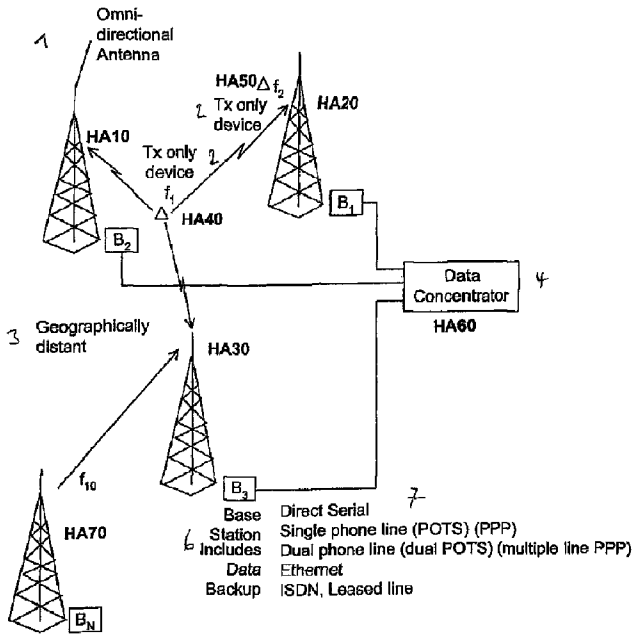 1
Omni-
directional
Antenna
HA50 Δ f2
HA20
2 Tx only
device
HA10
Tx only
device
2
f1
Δ HA40
B1
B2
Data
Concentrator
4
HA60
3 Geographically
distant
HA30
f10
B3
HA70
BN
7
Base
Station
6 Includes
Data
Backup
Direct Serial
Single phone line (POTS) (PPP)
Dual phone line (dual POTS) (multiple line PPP)
Ethernet
ISDN, Leased line